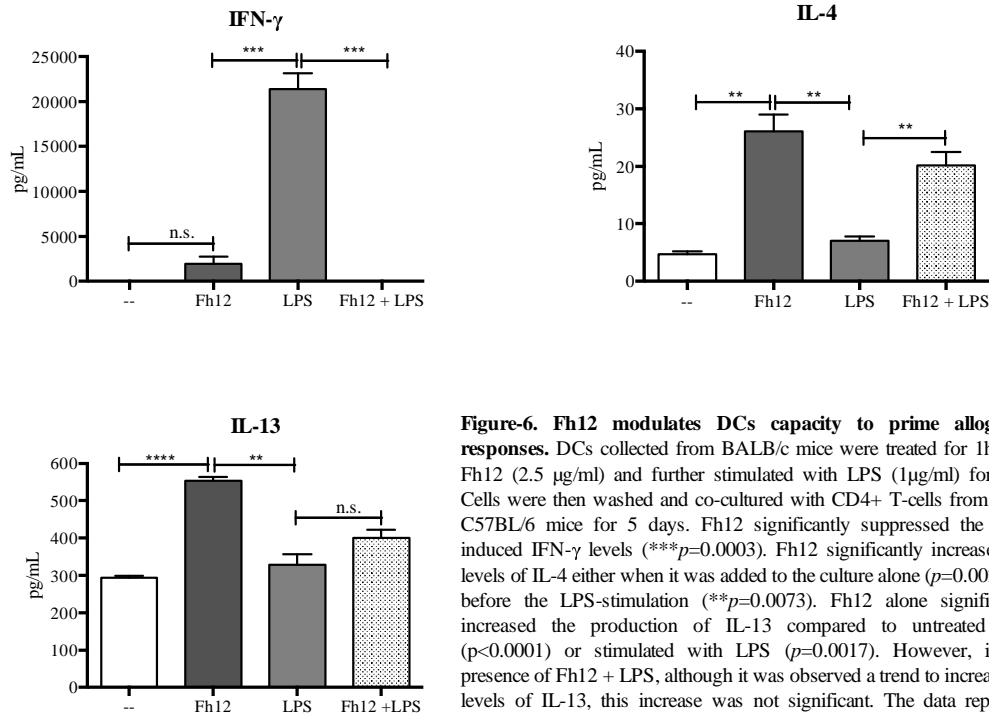 IFN-γ
***
***
25000
20000
15000
10000
5000
0
pg/mL
n.s.
--
Fh12
LPS
Fh12 + LPS
IL-4
40
30
20
10
0
pg/mL
**
**
**
--
Fh12
LPS
Fh12 + LPS
IL-13
600
500
400
300
200
100
0
pg/mL
****
**
n.s.
--
Fh12
LPS
Fh12 +LPS
Figure-6. Fh12 modulates DCs capacity to prime
responses. DCs collected from BALB/c mice were treated for
Fh12 (2.5 µg/ml) and further stimulated with LPS (1µg/ml) for
Cells were then washed and co-cultured with CD4+ T-cells from
C57BL/6 mice for 5 days. Fh12 significantly suppressed the
induced IFN-γ levels (***p=0.0003). Fh12 significantly
levels of IL-4 either when it was added to the culture alone
before the LPS-stimulation (**p=0.0073). Fh12 alone
increased the production of IL-13 compared to untreated
(p<0.0001) or stimulated with LPS (p=0.0017). However,
presence of Fh12 + LPS, although it was observed a trend to
levels of IL-13, this increase was not significant. The data